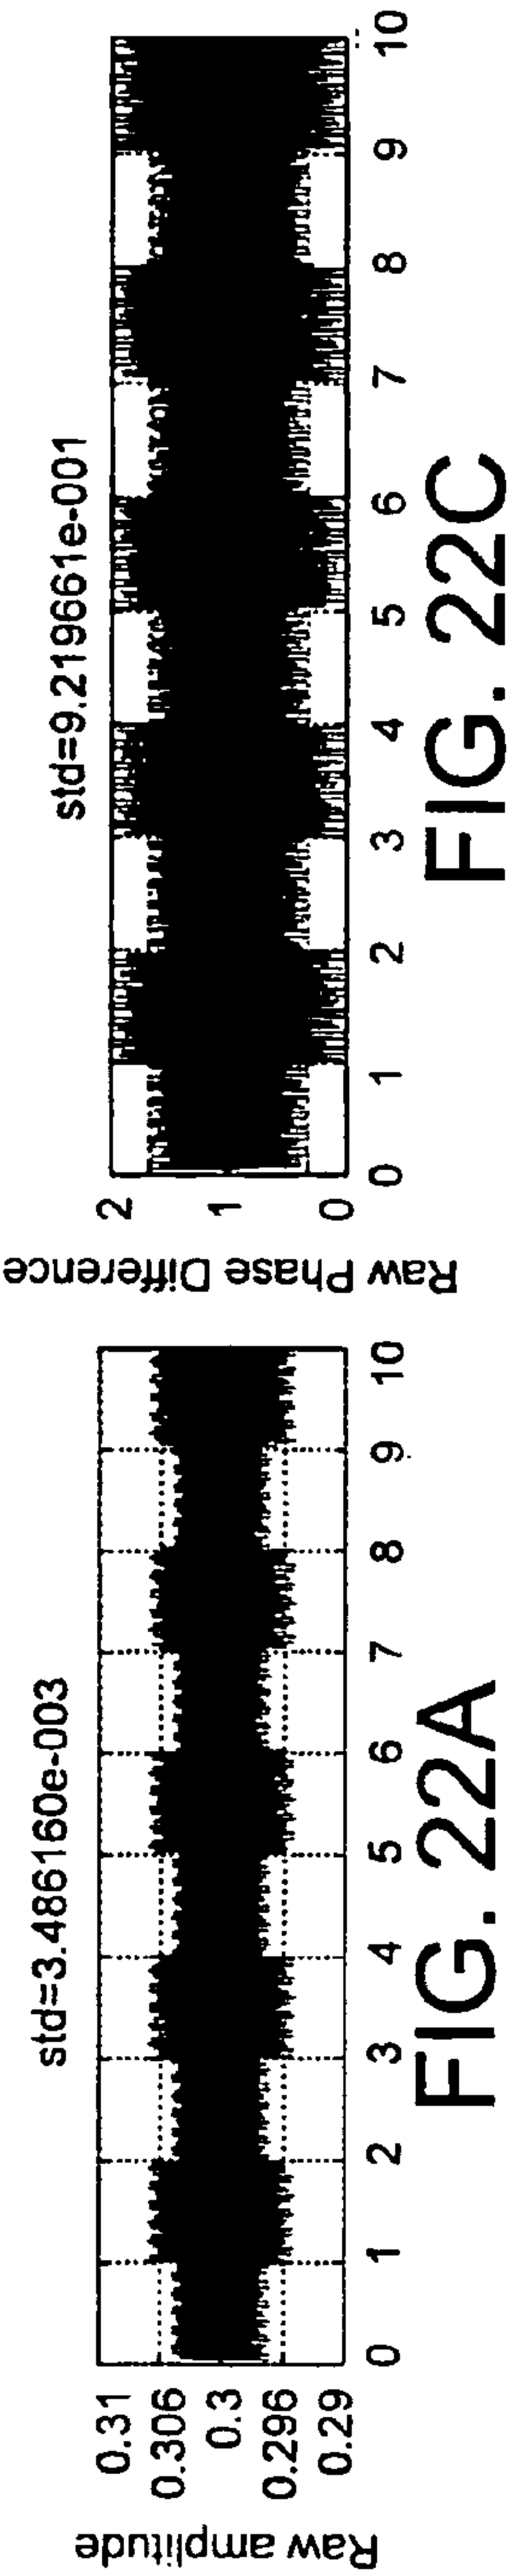 std=3.486160e-003
Raw amplitude
0.31
0.306
0.3
0.296
0.29
0 1 2 3 4 5 6 7 8 9 10
FIG. 22A
std=9.219661e-001
Raw Phase Difference
2
1
0
0 1 2 3 4 5 6 7 8 9 10
FIG. 22C